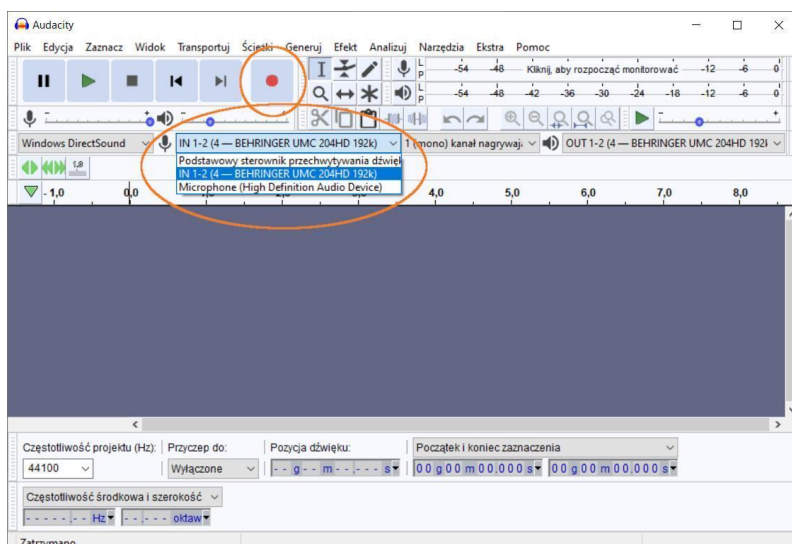 Audacity
Plik Edycja Zaznacz Widok Transportuj Ścieżki Generuj Efekt Analizuj Narzędzia Ekstra Pomoc
L P -54 -48 Kliknij, aby rozpocząć monitorować -12 -6 0
L P -54 -48 -42 -36 -30 -24 -18 -12 -6 0
- + - + - +
Windows DirectSound IN 1-2 (4 — BEHRINGER UMC 204HD 192k) 1 (mono) kanał nagrywaj. OUT 1-2 (4 — BEHRINGER UMC 204HD 192k
Podstawowy sterownik przechwytywania dźwięk
IN 1-2 (4 — BEHRINGER UMC 204HD 192k)
Microphone (High Definition Audio Device)
- 1,0 0,0 4,0 5,0 6,0 7,0 8,0
Częstotliwość projektu (Hz): Przyczep do: Pozycja dźwięku: Początek i koniec zaznaczenia
44100 Wyłączone - - g - - m - - . - - - s 00 g 00 m 00.000 s 00 g 00 m 00.000 s
Częstotliwość środkowa i szerokość
- - - - - . - - Hz - - . - - - oktaw
Zatrzymano